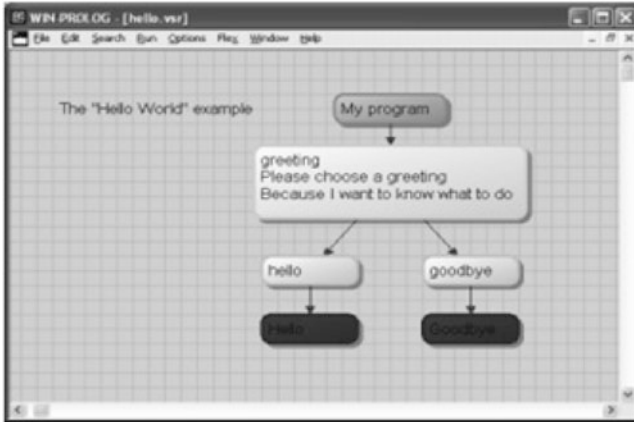 WIN-PROLOG - [hello.vsr]
File Edit Search Run Options Flex Window Help
The "Hello World" example
My program
greeting
Please choose a greeting
Because I want to know what to do
hello
goodbye
Hello
Goodbye